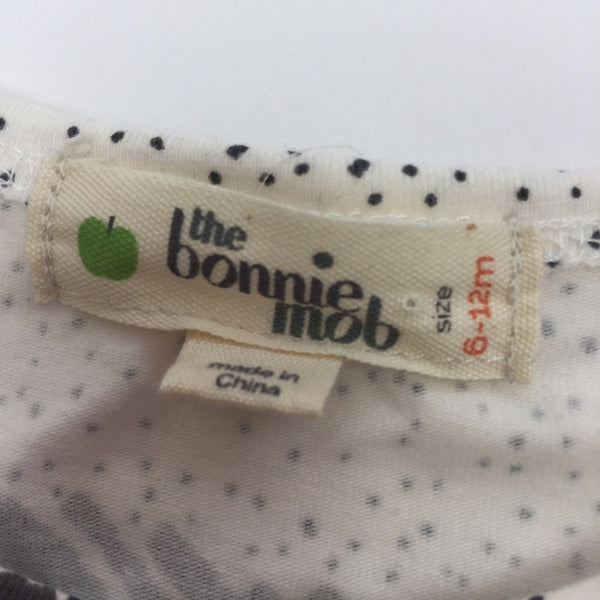 the
bonnie
mob
size
6-12m
made in
China